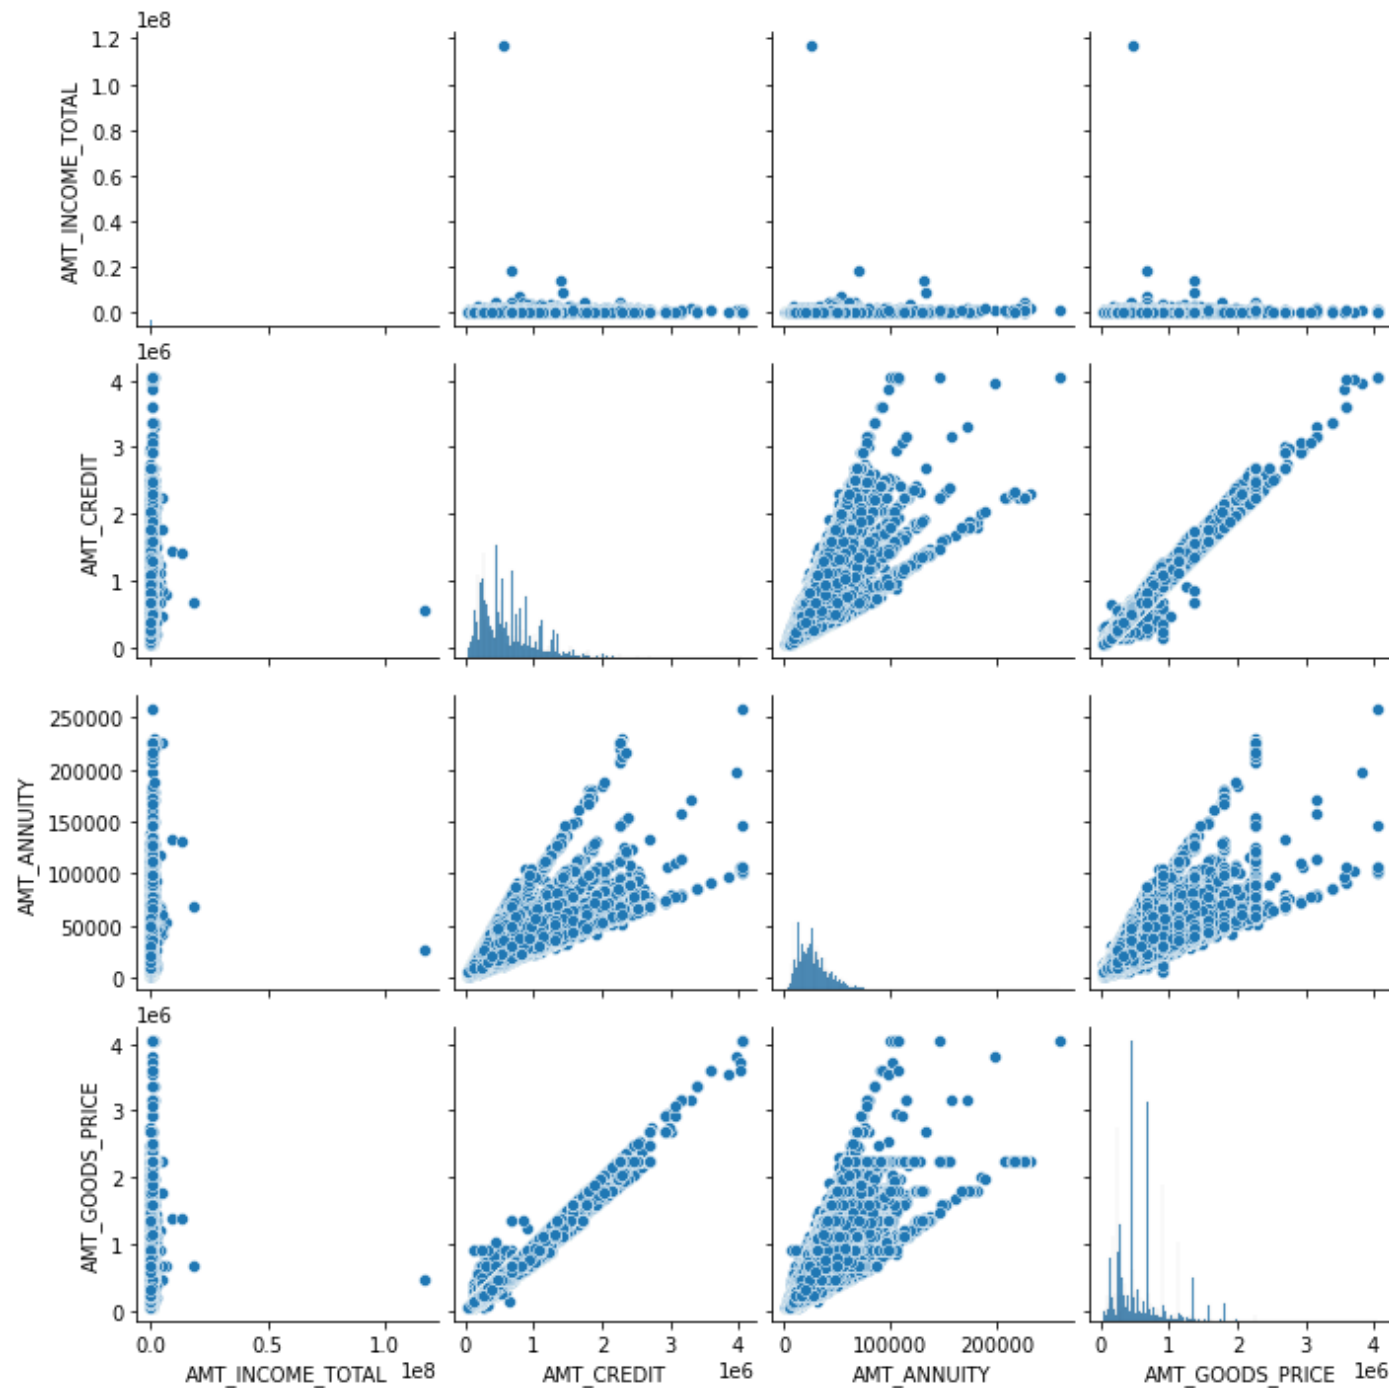 1e8
1.2
1.0
0.8
0.6
0.4
0.2
0.0
AMT_INCOME_TOTAL
1e6
4
3
2
1
0
AMT_CREDIT
250000
200000
150000
100000
50000
0
AMT_ANNUITY
1e6
4
3
2
1
0
AMT_GOODS_PRICE
0.0 0.5 1.0 0 1 2 3 4 0 100000 200000 0 1 2 3 4
AMT_INCOME_TOTAL 1e8 AMT_CREDIT 1e6 AMT_ANNUITY AMT_GOODS_PRICE 1e6